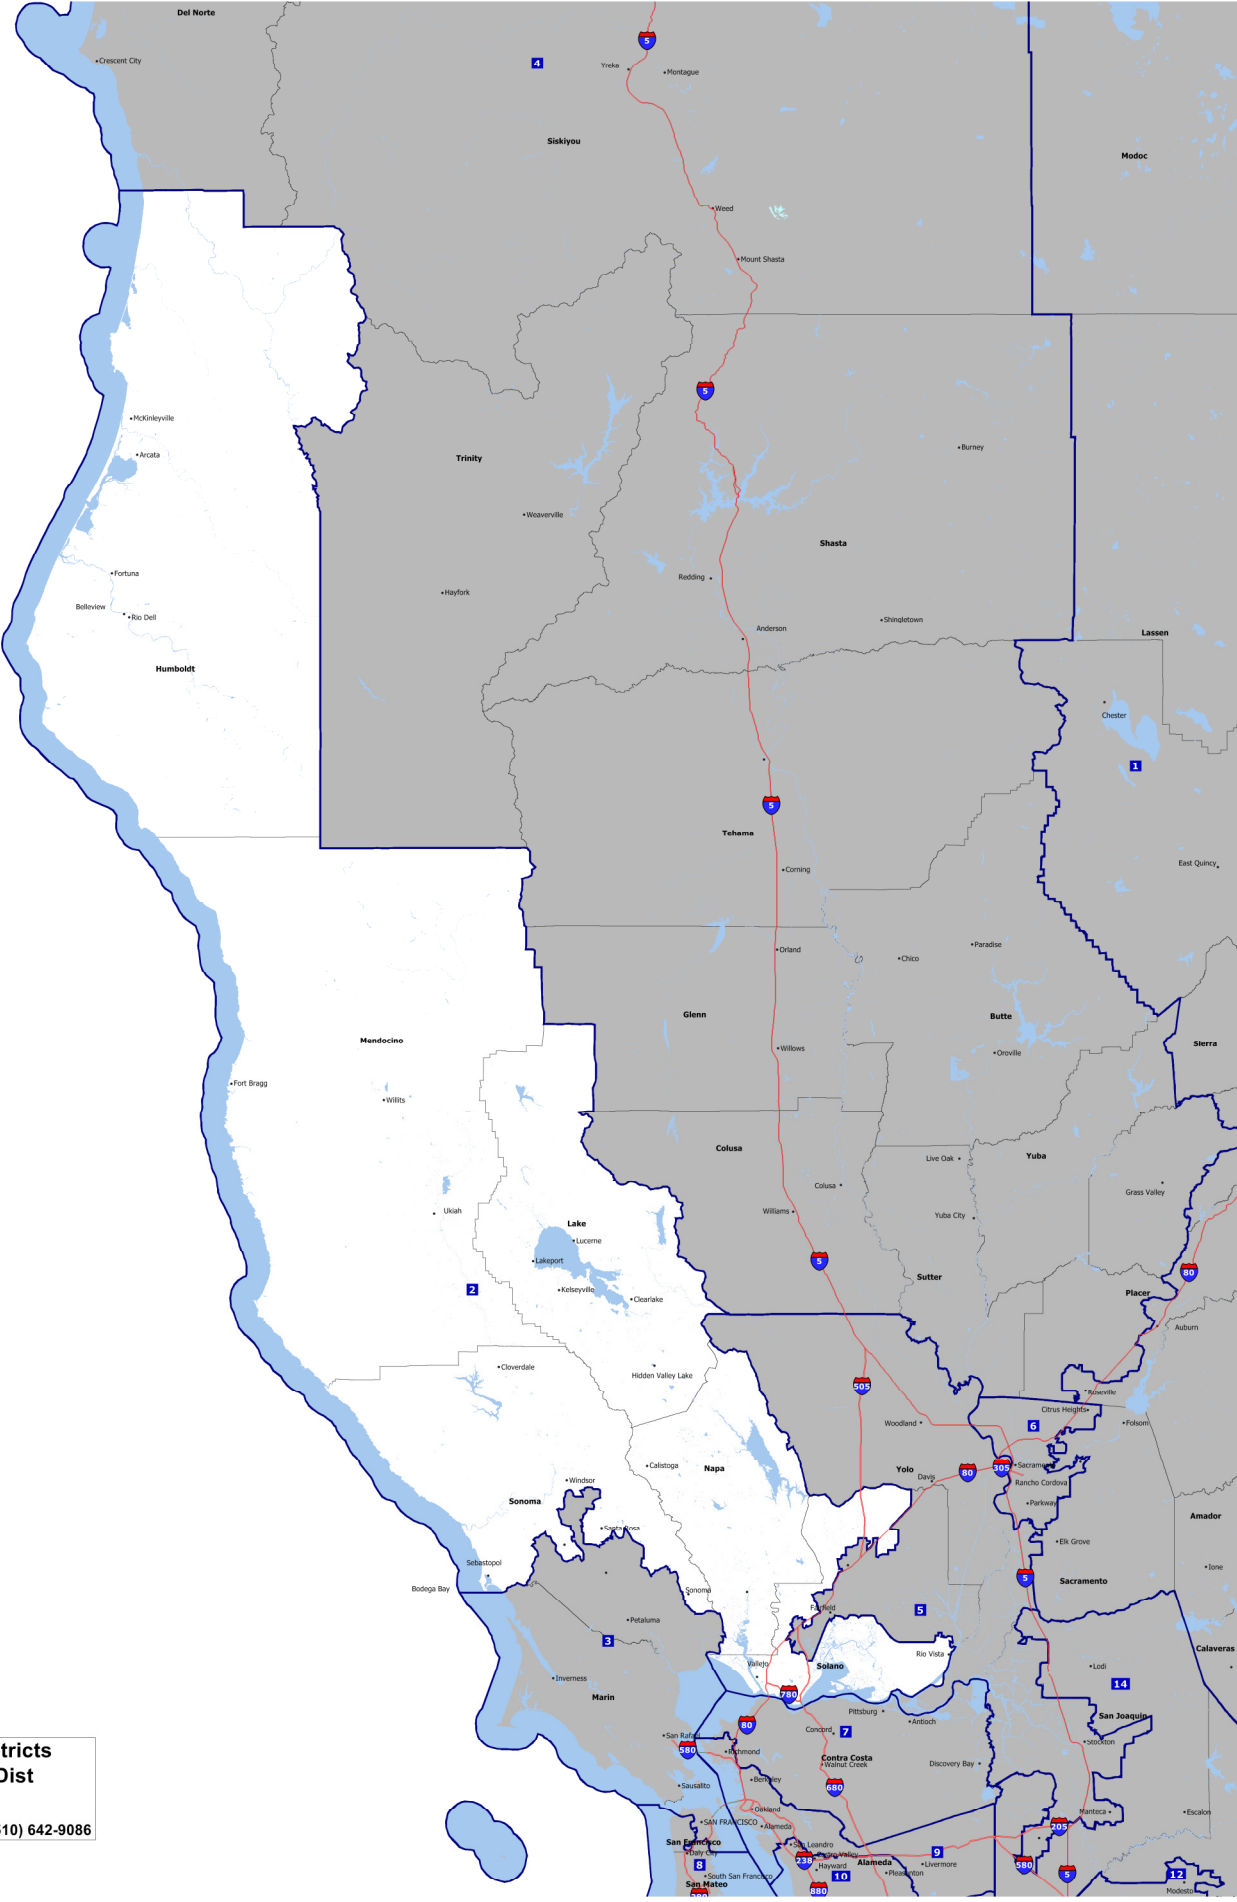 Del Norte
5
Crescent City
4
Yreka
Montague
Siskiyou
Modoc
Weed
Mount Shasta
5
McKinleyville
Burney
Arcata
Trinity
Weaverville
Shasta
Fortuna
Redding
Hayfork
Belleview
Rio Dell
Shingletown
Anderson
Lassen
Humboldt
Chester
1
5
Tehama
East Quincy
Corning
Paradise
Orland
Chico
Glenn
Butte
Mendocino
Sierra
Willows
Oroville
Fort Bragg
Willits
Colusa
Yuba
Live Oak
Colusa
Grass Valley
Ukiah
Williams
Yuba City
Lake
Lucerne
Lakeport
5
80
Sutter
2
Kelseyville
Placer
Clearlake
Auburn
Cloverdale
Hidden Valley Lake
505
Roseville
Citrus Heights
Woodland
6
Folsom
Calistoga
Napa
Yolo
305
80
Davis
Windsor
Rancho Cordova
Sonoma
Parkway
Amador
Santa Rosa
Elk Grove
Sebastopol
Ione
5
Sacramento
Bodega Bay
Sonoma
Fairfield
5
Petaluma
3
Calaveras
Rio Vista
Vallejo
Solano
Lodi
Inverness
14
Marin
780
Pittsburg
San Joaquin
Antioch
80
Concord
7
San Rafael
Stockton
580
Richmond
tricts
Contra Costa
Walnut Creek
Discovery Bay
Dist
Berkeley
Sausalito
680
Oakland
Manteca
Escalon
SAN FRANCISCO
Alameda
205
10) 642-9086
San Francisco
San Leandro
Daly City
Castro Valley
9
238
Alameda
8
Hayward
Livermore
580
South San Francisco
10
Pleasanton
5
12
San Mateo
880
Modesto
280